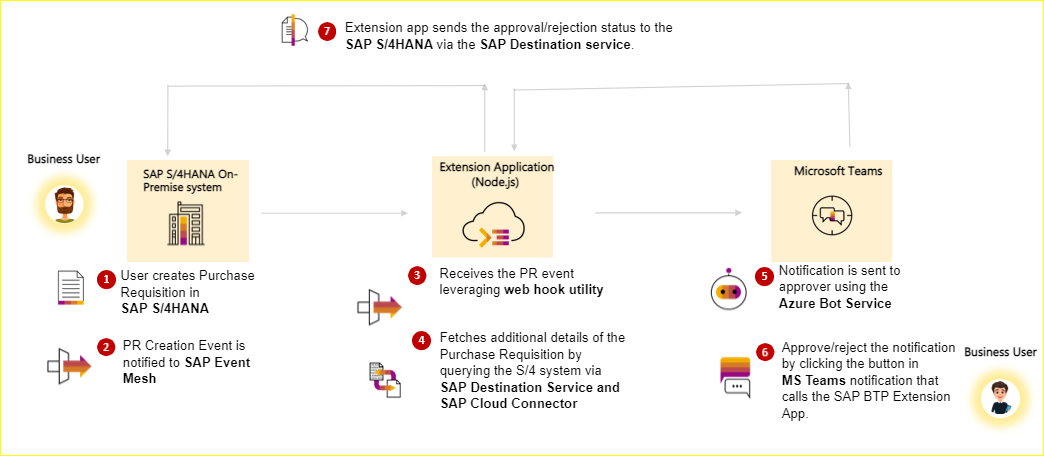 7
Extension app sends the approval/rejection status to the
SAP S/4HANA via the SAP Destination service.
Business User
SAP S/4HANA On-
Premise system
Extension Application
(Node.js)
Microsoft Teams
1
User creates Purchase
Requisition in
SAP S/4HANA
2
PR Creation Event is
notified to SAP Event
Mesh
3
Receives the PR event
leveraging web hook utility
4
Fetches additional details of the
Purchase Requisition by
querying the S/4 system via
SAP Destination Service and
SAP Cloud Connector
5
Notification is sent to
approver using the
Azure Bot Service
6
Approve/reject the notification
by clicking the button in
MS Teams notification that
calls the SAP BTP Extension
App.
Business User